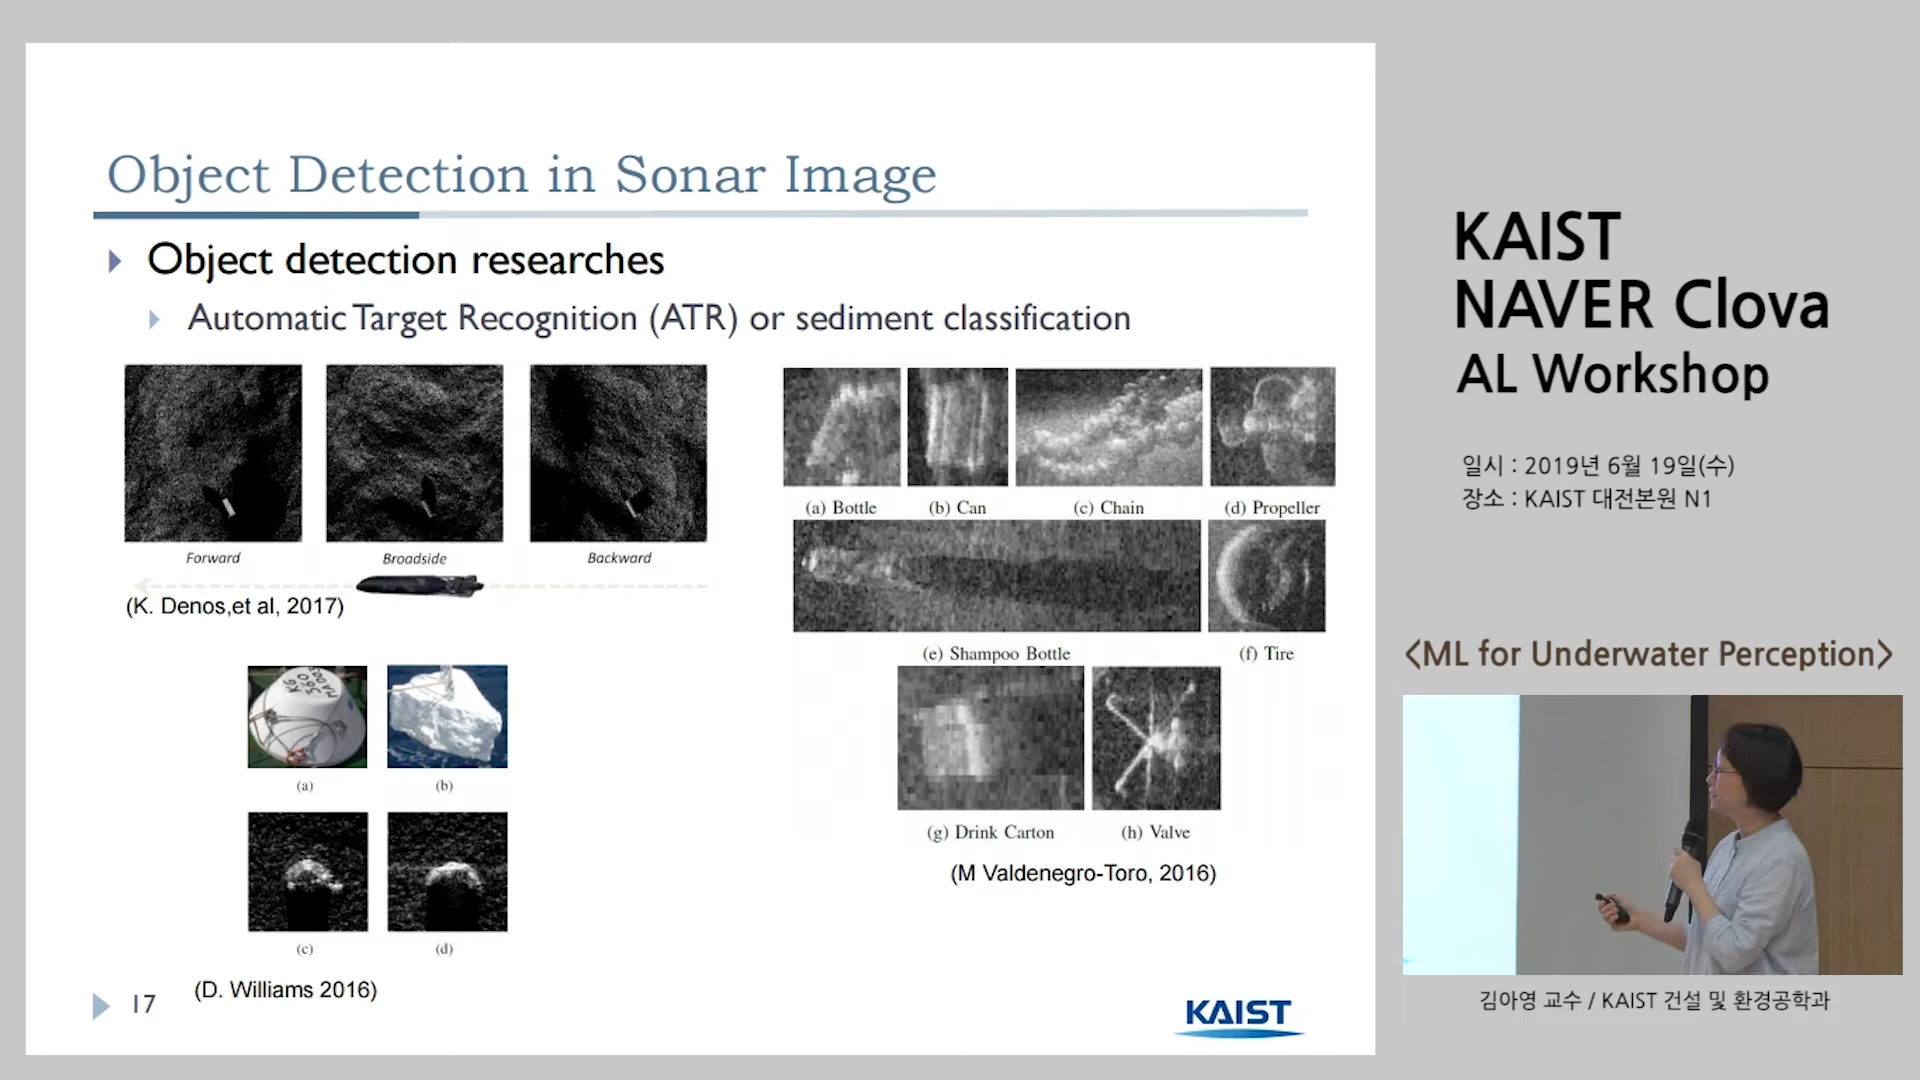 Object Detection in Sonar Image
Object detection researches
Automatic Target Recognition (ATR) or sediment classification
Forward
Broadside
Backward
(K. Denos,et al, 2017)
(a) Bottle
(b) Can
(c) Chain
(d) Propeller
(e) Shampoo Bottle
(f) Tire
(g) Drink Carton
(h) Valve
(M Valdenegro-Toro, 2016)
(a)
(b)
(c)
(d)
(D. Williams 2016)
17
KAIST
KAIST
NAVER Clova
AL Workshop
일시 : 2019년 6월 19일(수)
장소 : KAIST 대전본원 N1
<ML for Underwater Perception>
김아영 교수 / KAIST 건설 및 환경공학과